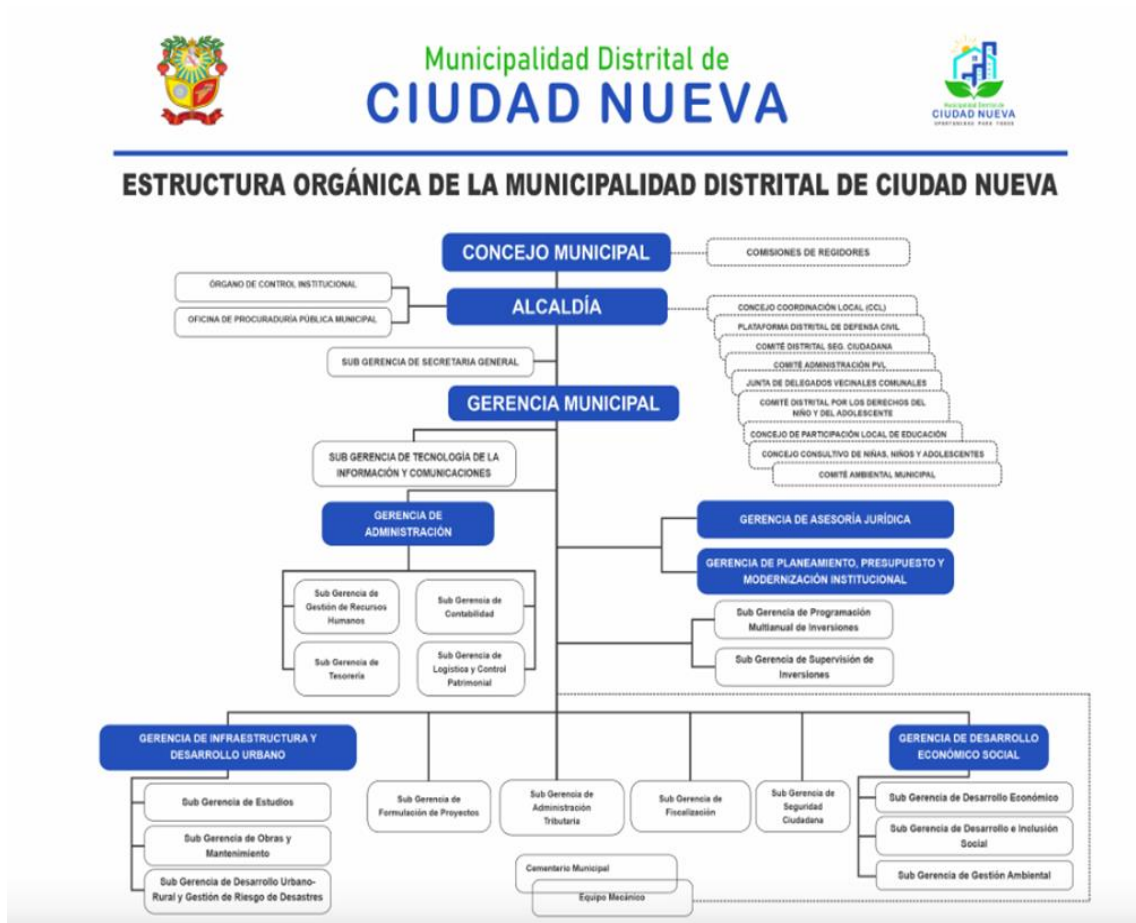 Municipalidad Distrital de
CIUDAD NUEVA
Municipalidad Distrital de
CIUDAD NUEVA
OPORTUNIDAD PARA TODOS
ESTRUCTURA ORGÁNICA DE LA MUNICIPALIDAD DISTRITAL DE CIUDAD NUEVA
CONCEJO MUNICIPAL
COMISIONES DE REGIDORES
ÓRGANO DE CONTROL INSTITUCIONAL
OFICINA DE PROCURADURÍA PÚBLICA MUNICIPAL
ALCALDÍA
CONCEJO COORDINACIÓN LOCAL (CCL)
PLATAFORMA DISTRITAL DE DEFENSA CIVIL
COMITÉ DISTRITAL SEG. CIUDADANA
COMITÉ ADMINISTRACIÓN PVL
JUNTA DE DELEGADOS VECINALES COMUNALES
COMITÉ DISTRITAL POR LOS DERECHOS DEL
NIÑO Y DEL ADOLESCENTE
CONCEJO DE PARTICIPACIÓN LOCAL DE EDUCACIÓN
CONCEJO CONSULTIVO DE NIÑAS, NIÑOS Y ADOLESCENTES
COMITÉ AMBIENTAL MUNICIPAL
SUB GERENCIA DE SECRETARIA GENERAL
GERENCIA MUNICIPAL
SUB GERENCIA DE TECNOLOGÍA DE LA
INFORMACIÓN Y COMUNICACIONES
GERENCIA DE
ADMINISTRACIÓN
GERENCIA DE ASESORÍA JURÍDICA
GERENCIA DE PLANEAMIENTO, PRESUPUESTO Y
MODERNIZACIÓN INSTITUCIONAL
Sub Gerencia de
Gestión de Recursos
Humanos
Sub Gerencia de
Contabilidad
Sub Gerencia de
Tesorería
Sub Gerencia de
Logística y Control
Patrimonial
Sub Gerencia de Programación
Multianual de Inversiones
Sub Gerencia de Supervisión de
Inversiones
GERENCIA DE INFRAESTRUCTURA Y
DESARROLLO URBANO
GERENCIA DE DESARROLLO
ECONÓMICO SOCIAL
Sub Gerencia de Estudios
Sub Gerencia de Obras y
Mantenimiento
Sub Gerencia de Desarrollo Urbano-
Rural y Gestión de Riesgo de Desastres
Sub Gerencia de
Formulación de Proyectos
Sub Gerencia de
Administración
Tributaria
Sub Gerencia de
Fiscalización
Sub Gerencia de
Seguridad
Ciudadana
Sub Gerencia de Desarrollo Económico
Sub Gerencia de Desarrollo e Inclusión
Social
Sub Gerencia de Gestión Ambiental
Cementerio Municipal
Equipo Mecánico